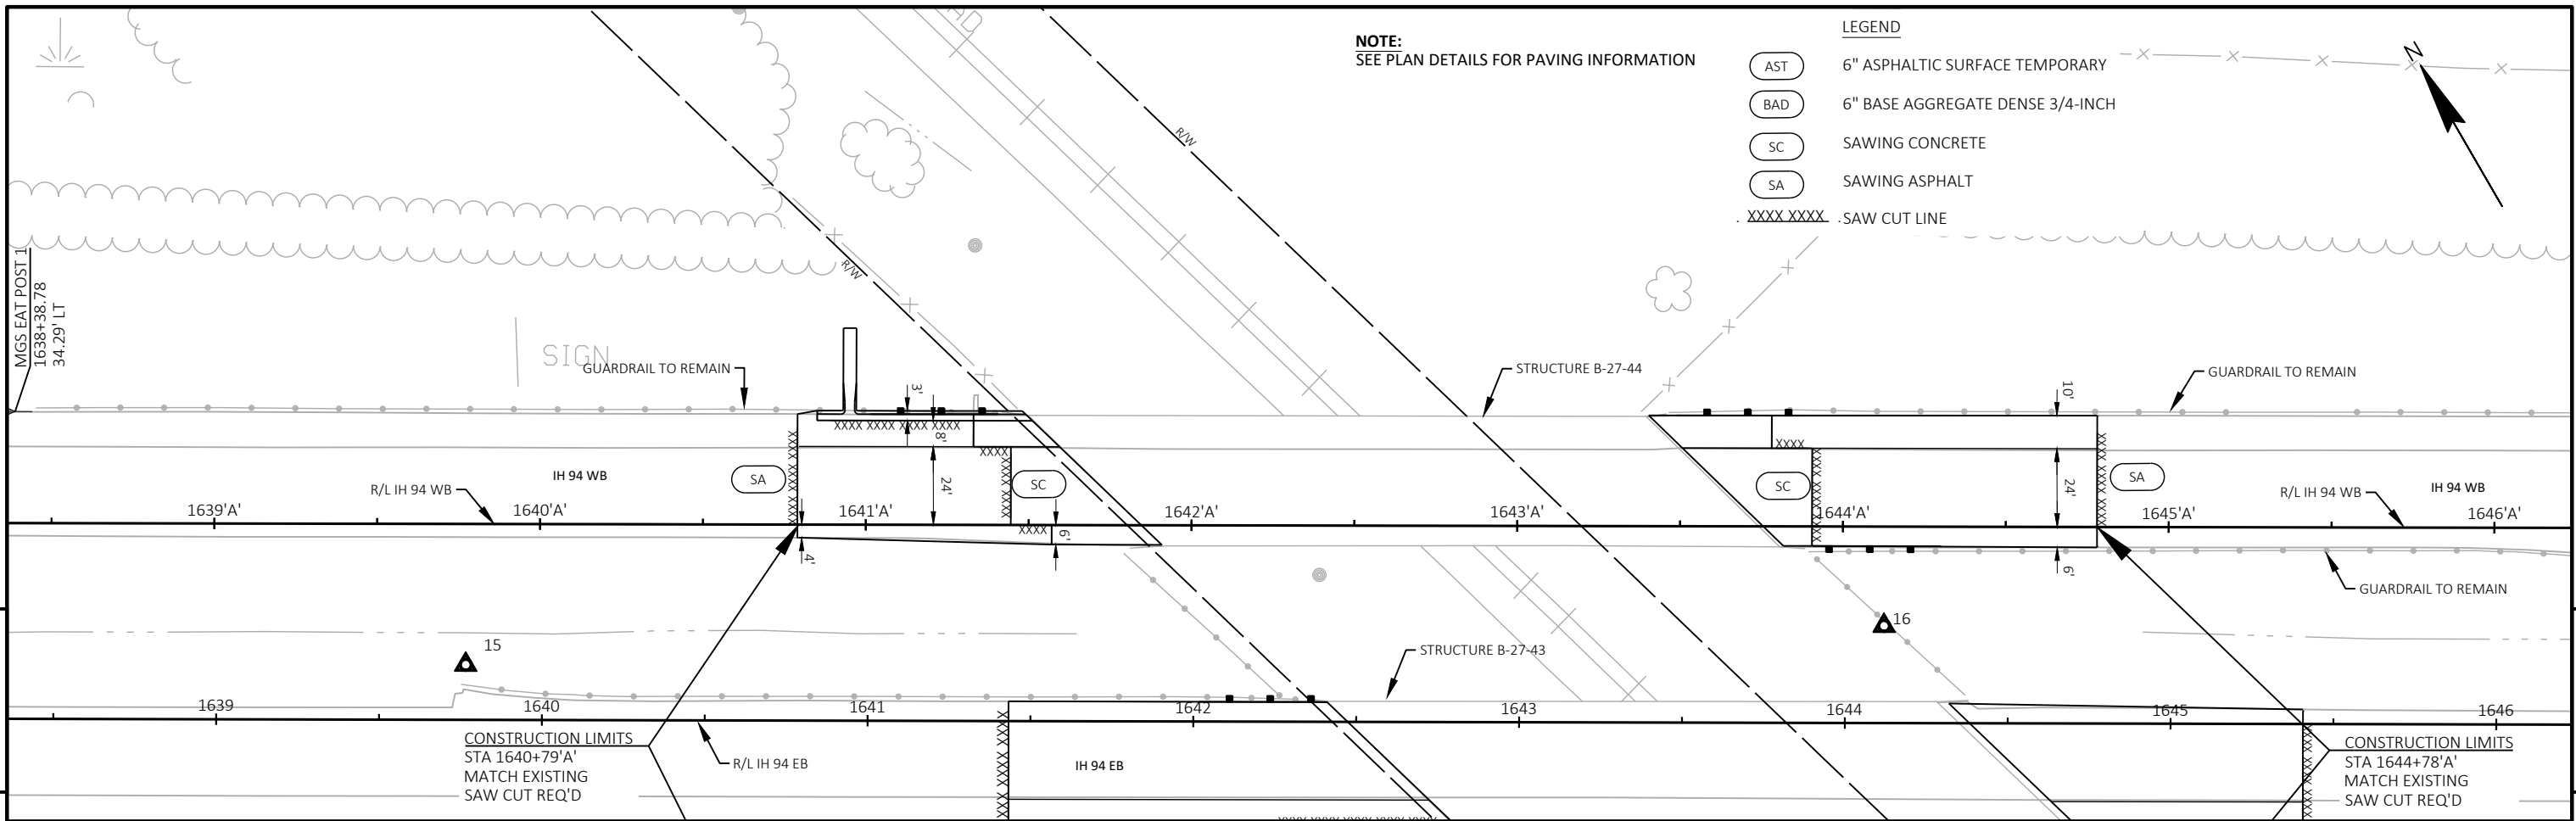 AD
NOTE:
SEE PLAN DETAILS FOR PAVING INFORMATION
LEGEND
AST 6" ASPHALTIC SURFACE TEMPORARY
BAD 6" BASE AGGREGATE DENSE 3/4-INCH
SC SAWING CONCRETE
SA SAWING ASPHALT
XXXX XXXX SAW CUT LINE
N
R/W
R/W
MGS EAT POST 1
1638+38.78
34.29' LT
SIGN
GUARDRAIL TO REMAIN
STRUCTURE B-27-44
GUARDRAIL TO REMAIN
3'
8'
24'
10'
24'
XXXX XXXX XXXX XXXX
XXXX
XXXX
IH 94 WB
SA
SC
SC
SA
IH 94 WB
R/L IH 94 WB
R/L IH 94 WB
1639'A'
1640'A'
1641'A'
1642'A'
1643'A'
1644'A'
1645'A'
1646'A'
XXXX
4'
6'
6'
GUARDRAIL TO REMAIN
15
16
STRUCTURE B-27-43
1639
1640
1641
1642
1643
1644
1645
1646
CONSTRUCTION LIMITS
STA 1640+79'A'
MATCH EXISTING
SAW CUT REQ'D
R/L IH 94 EB
IH 94 EB
CONSTRUCTION LIMITS
STA 1644+78'A'
MATCH EXISTING
SAW CUT REQ'D